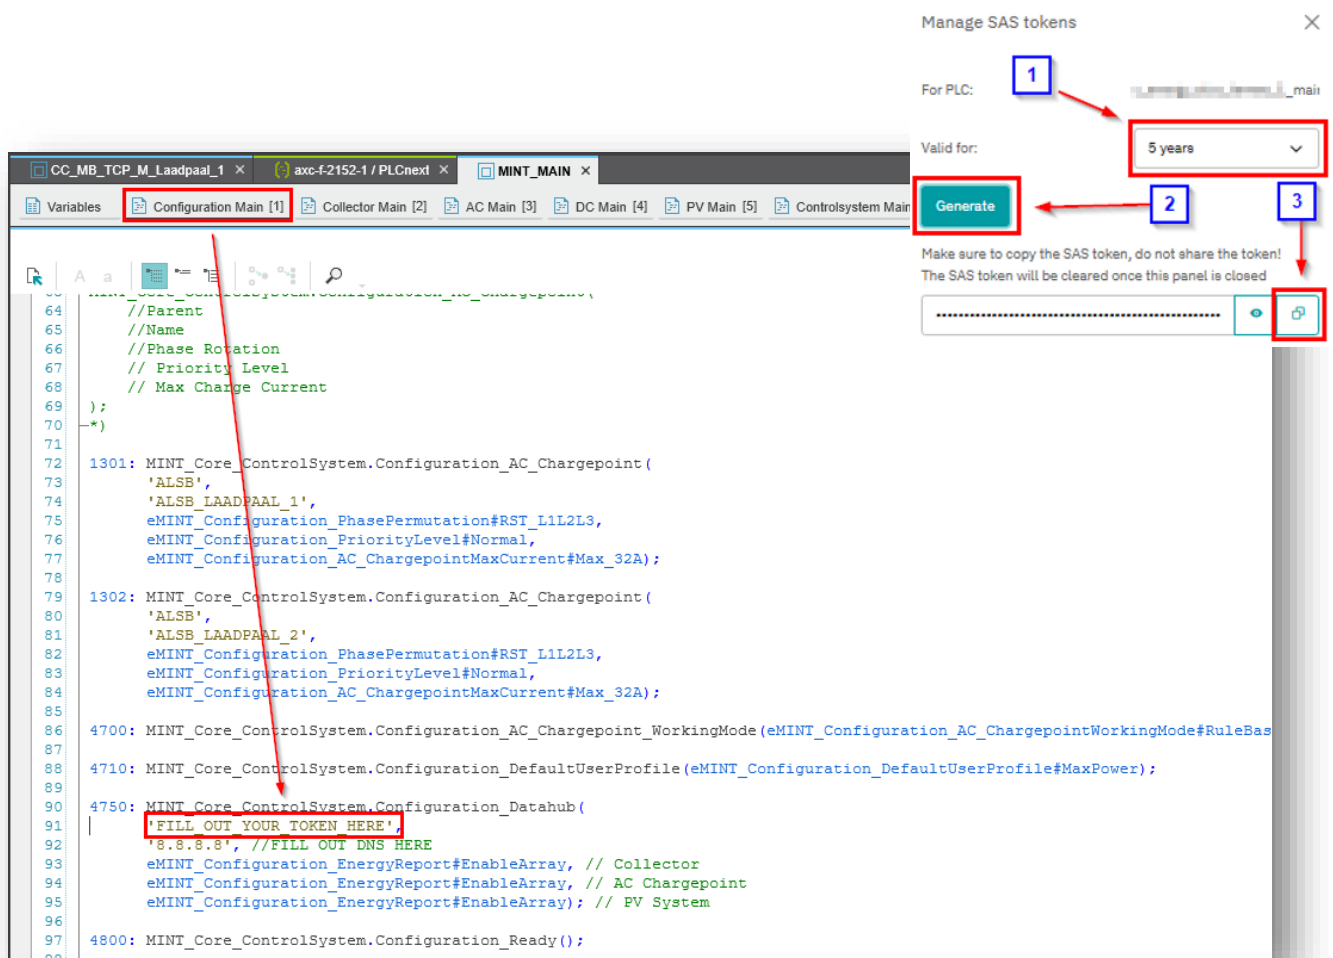 Manage SAS tokens
1
For PLC:
_main
Valid for:
5 years
Generate
2
3
Make sure to copy the SAS token, do not share the token!
The SAS token will be cleared once this panel is closed
CC_MB_TCP_M_Laadpaal_1
axc-f-2152-1 / PLCnext
MINT_MAIN
Variables
Configuration Main [1]
Collector Main [2]
AC Main [3]
DC Main [4]
PV Main [5]
Controlsystem Main
A a
64 //Parent
65 //Name
66 //Phase Rotation
67 // Priority Level
68 // Max Charge Current
69 );
70 *)
71
72 1301: MINT_Core_ControlSystem.Configuration_AC_Chargepoint(
73 'ALSB',
74 'ALSB_LAADPAAL_1',
75 eMINT_Configuration_PhasePermutation#RST_L1L2L3,
76 eMINT_Configuration_PriorityLevel#Normal,
77 eMINT_Configuration_AC_ChargepointMaxCurrent#Max_32A);
78
79 1302: MINT_Core_ControlSystem.Configuration_AC_Chargepoint(
80 'ALSB',
81 'ALSB_LAADPAAL_2',
82 eMINT_Configuration_PhasePermutation#RST_L1L2L3,
83 eMINT_Configuration_PriorityLevel#Normal,
84 eMINT_Configuration_AC_ChargepointMaxCurrent#Max_32A);
85
86 4700: MINT_Core_ControlSystem.Configuration_AC_Chargepoint_WorkingMode(eMINT_Configuration_AC_ChargepointWorkingMode#RuleBas
87
88 4710: MINT_Core_ControlSystem.Configuration_DefaultUserProfile(eMINT_Configuration_DefaultUserProfile#MaxPower);
89
90 4750: MINT_Core_ControlSystem.Configuration_Datahub(
91 'FILL_OUT_YOUR_TOKEN_HERE',
92 '8.8.8.8', //FILL OUT DNS HERE
93 eMINT_Configuration_EnergyReport#EnableArray, // Collector
94 eMINT_Configuration_EnergyReport#EnableArray, // AC Chargepoint
95 eMINT_Configuration_EnergyReport#EnableArray); // PV System
96
97 4800: MINT_Core_ControlSystem.Configuration_Ready();